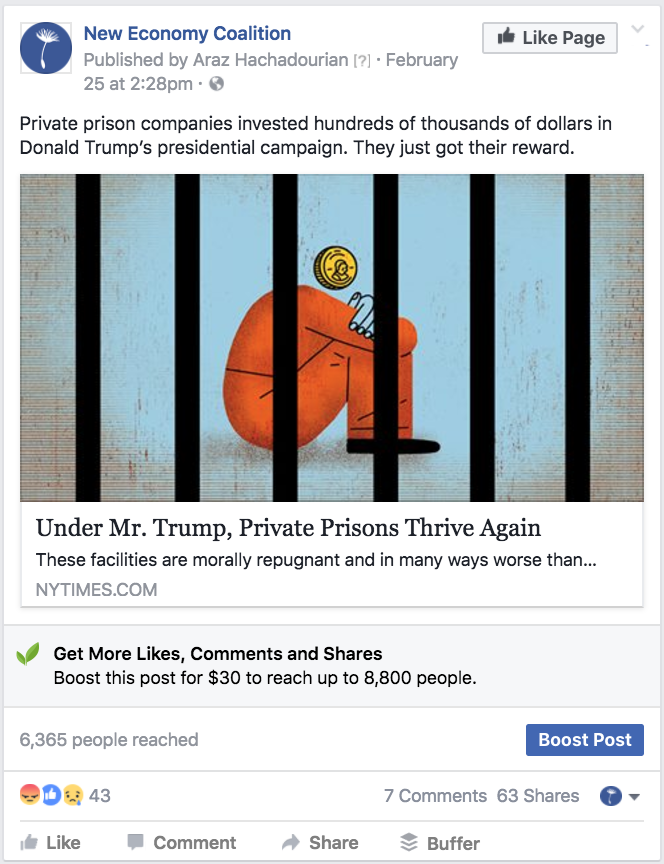 New Economy Coalition
Like Page
Published by Araz Hachadourian [?] · February
25 at 2:28pm ·
Private prison companies invested hundreds of thousands of dollars in
Donald Trump’s presidential campaign. They just got their reward.
Under Mr. Trump, Private Prisons Thrive Again
These facilities are morally repugnant and in many ways worse than...
NYTIMES.COM
Get More Likes, Comments and Shares
Boost this post for $30 to reach up to 8,800 people.
6,365 people reached
Boost Post
43
7 Comments 63 Shares
Like Comment Share Buffer